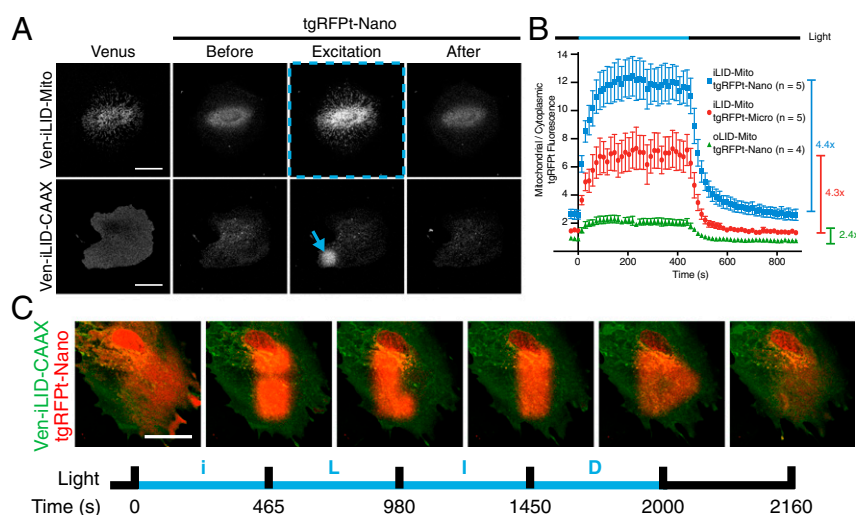 A
tgRFPt-Nano
Venus
Before
Excitation
After
Ven-iLID-Mito
Ven-iLID-CAAX
B
Light
Mitochondrial / Cytoplasmic
tgRFPt Fluorescence
14
12
10
8
6
4
2
0
200
400
600
800
Time (s)
iLID-Mito
tgRFPt-Nano (n = 5)
iLID-Mito
tgRFPt-Micro (n = 5)
oLID-Mito
tgRFPt-Nano (n = 4)
4.4x
4.3x
2.4x
C
Ven-iLID-CAAX
tgRFPt-Nano
Light
i
L
I
D
Time (s)
0
465
980
1450
2000
2160